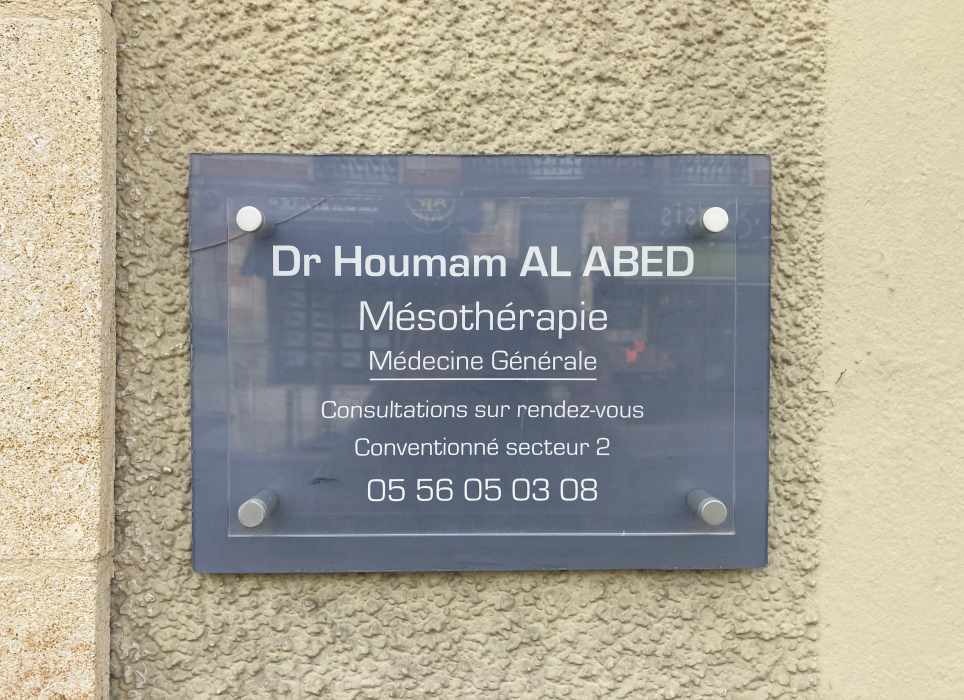 Dr Houmam AL ABED
Mésothérapie
Médecine Générale
Consultations sur rendez-vous
Conventionné secteur 2
05 56 05 03 08